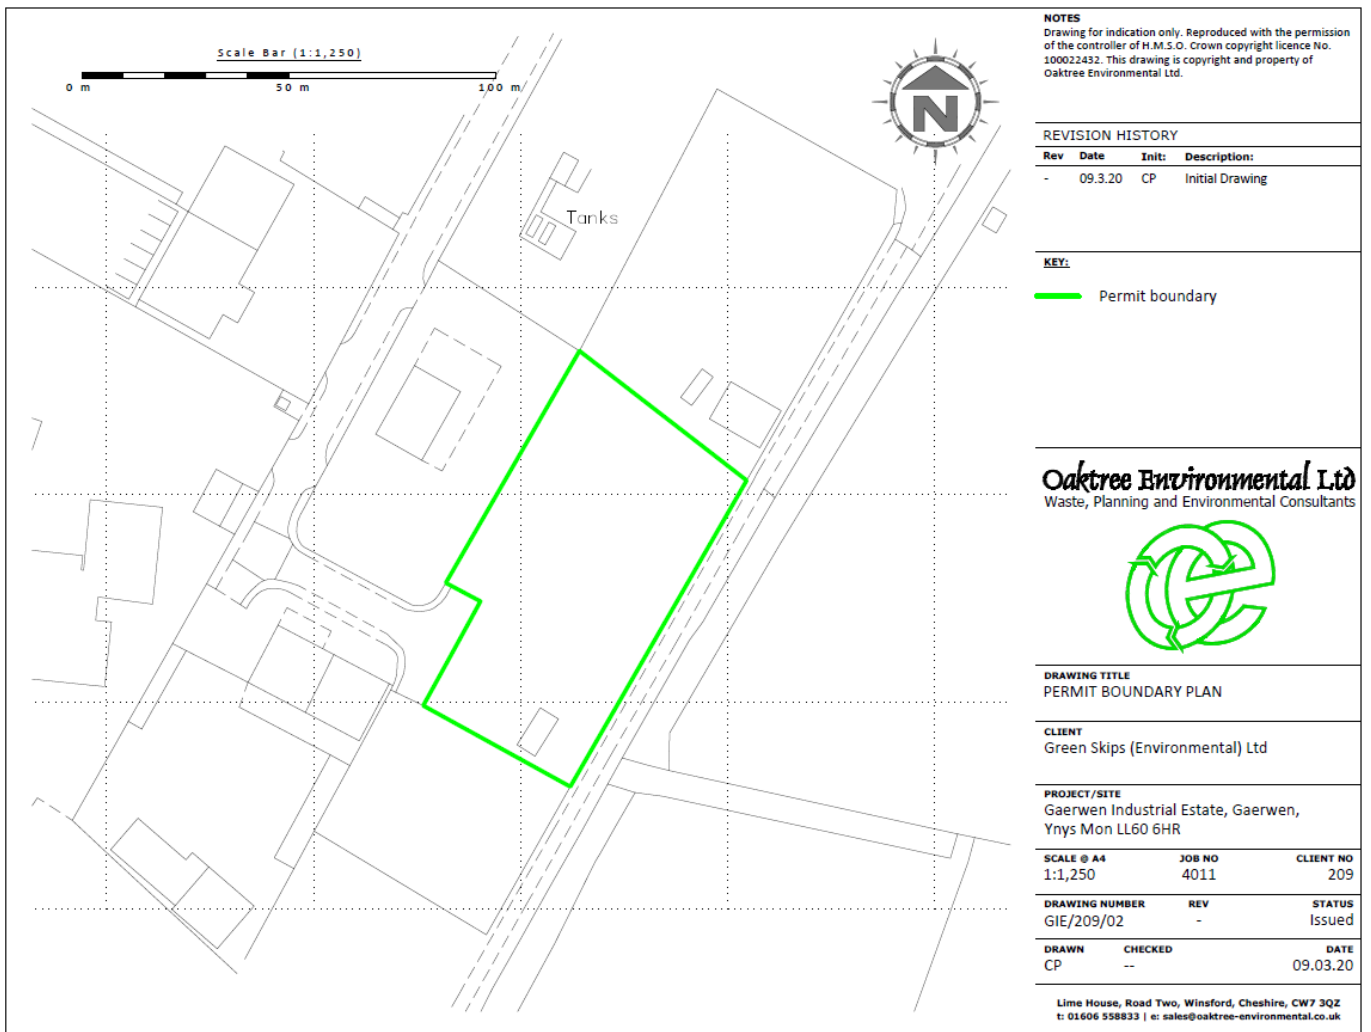 Scale Bar (1:1,250)
0 m 50 m 100 m
N
Tanks
NOTES
Drawing for indication only. Reproduced with the permission
of the controller of H.M.S.O. Crown copyright licence No.
100022432. This drawing is copyright and property of
Oaktree Environmental Ltd.
REVISION HISTORY
Rev Date Init: Description:
- 09.3.20 CP Initial Drawing
KEY:
Permit boundary
Oaktree Environmental Ltd
Waste, Planning and Environmental Consultants
DRAWING TITLE
PERMIT BOUNDARY PLAN
CLIENT
Green Skips (Environmental) Ltd
PROJECT/SITE
Gaerwen Industrial Estate, Gaerwen,
Ynys Mon LL60 6HR
SCALE @ A4 JOB NO CLIENT NO
1:1,250 4011 209
DRAWING NUMBER REV STATUS
GIE/209/02 - Issued
DRAWN CHECKED DATE
CP -- 09.03.20
Lime House, Road Two, Winsford, Cheshire, CW7 3QZ
t: 01606 558833 | e: sales@oaktree-environmental.co.uk